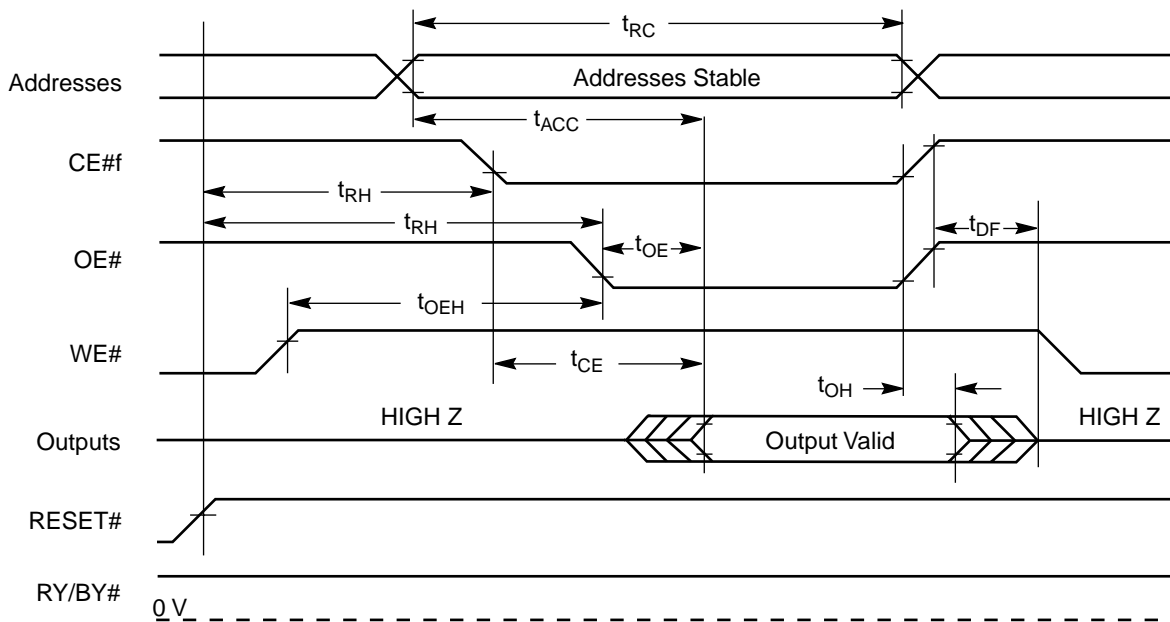 tRC
Addresses
Addresses Stable
tACC
CE#f
tRH
tRH
tOE
tDF
OE#
tOEH
WE#
tCE
tOH
HIGH Z
HIGH Z
Outputs
Output Valid
RESET#
RY/BY#
0 V